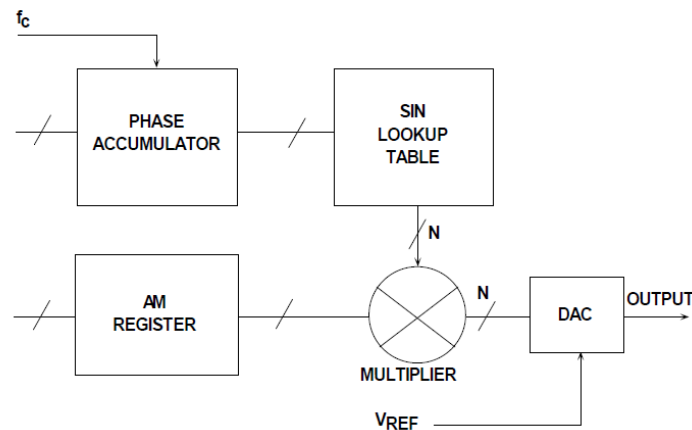 fC
PHASE
ACCUMULATOR
SIN
LOOKUP
TABLE
N
AM
REGISTER
MULTIPLIER
N
DAC
OUTPUT
VREF